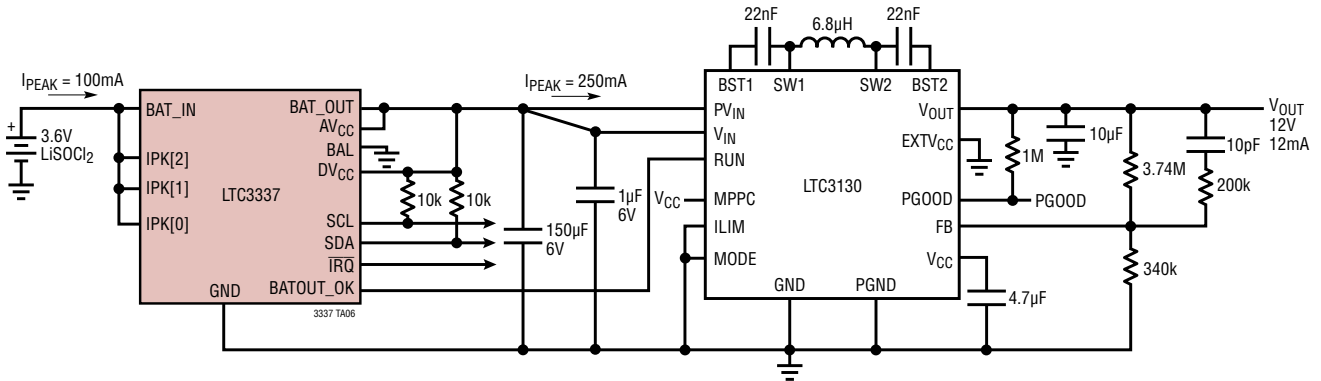 22nF
6.8µH
22nF
IPEAK = 100mA
IPEAK = 250mA
BST1
SW1
SW2
BST2
+
3.6V
LiSOCl2
BAT_IN
IPK[2]
IPK[1]
IPK[0]
LTC3337
GND
BAT_OUT
AVCC
BAL
DVCC
SCL
SDA
IRQ
BATOUT_OK
3337 TA06
10k
10k
150µF
6V
1µF
6V
PVIN
VIN
RUN
VCC
MPPC
ILIM
MODE
LTC3130
GND
PGND
VOUT
EXTVCC
PGOOD
FB
VCC
1M
10µF
PGOOD
3.74M
10pF
200k
340k
4.7µF
VOUT
12V
12mA